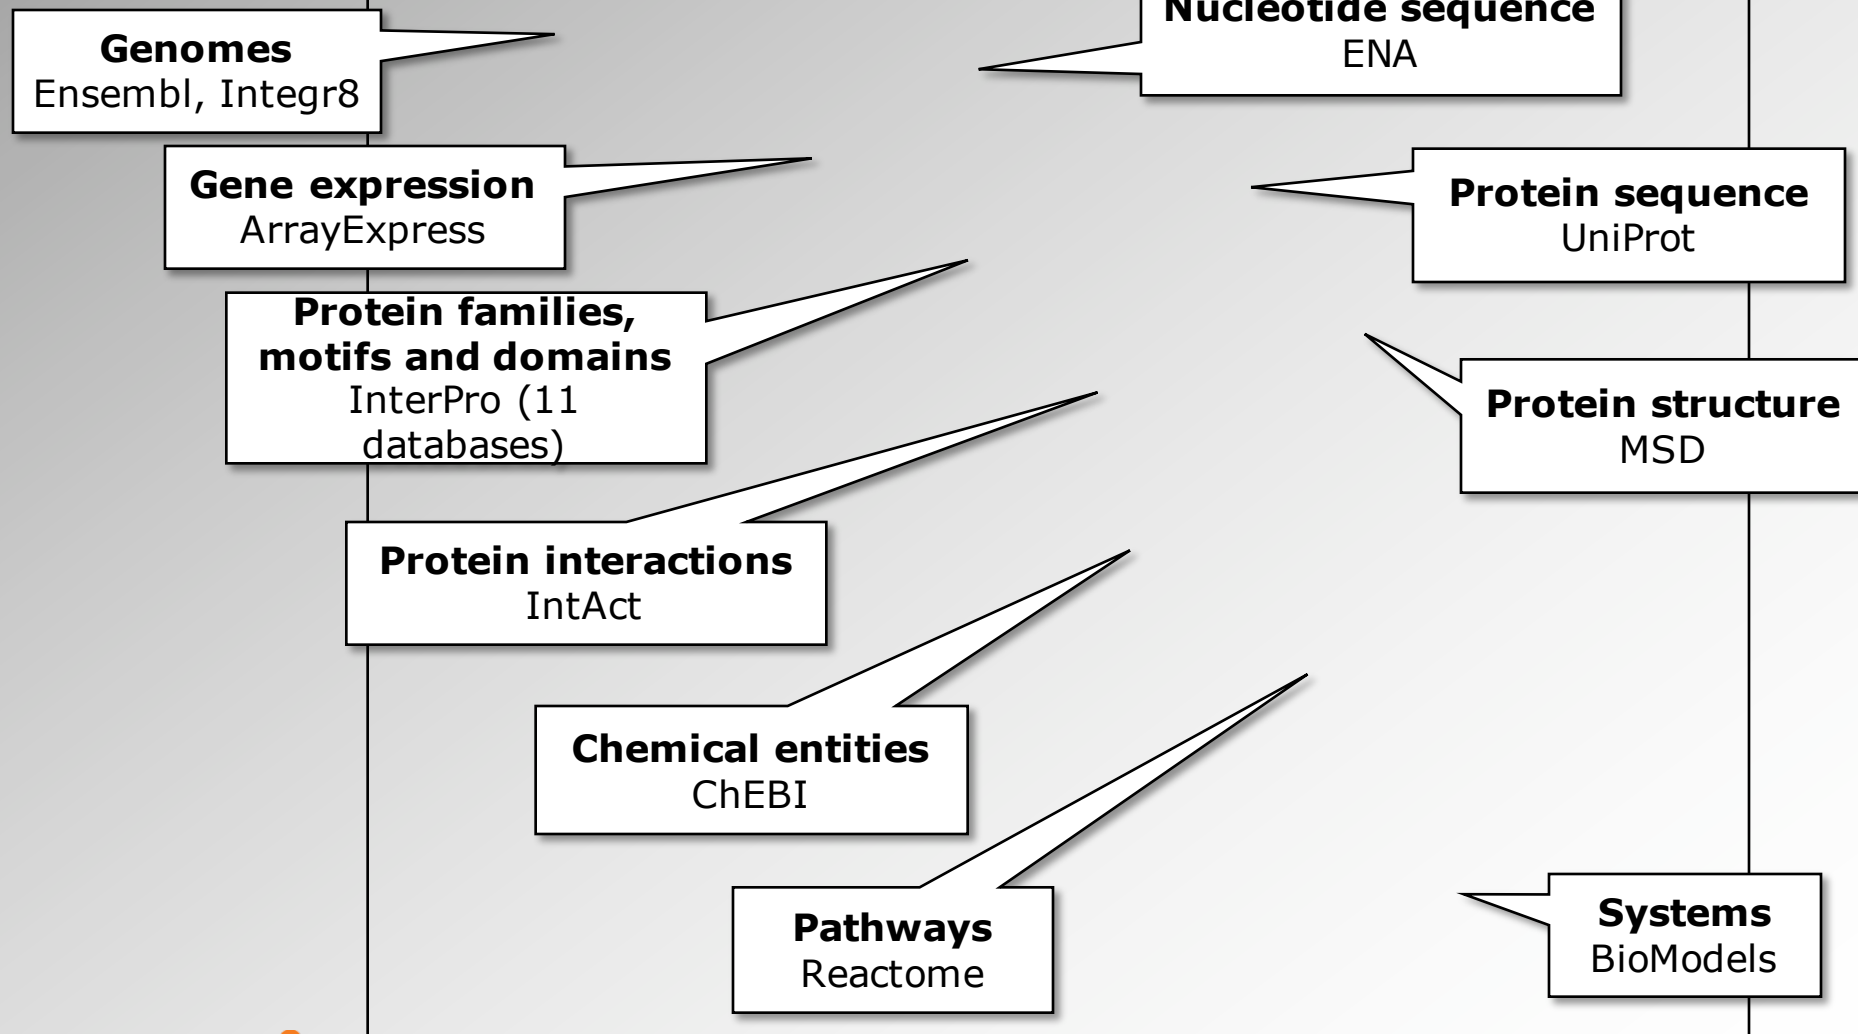 Nucleotide sequence
ENA
Genomes
Ensembl, Integr8
Gene expression
ArrayExpress
Protein sequence
UniProt
Protein families,
motifs and domains
InterPro (11
databases)
Protein structure
MSD
Protein interactions
IntAct
Chemical entities
ChEBI
Pathways
Reactome
Systems
BioModels